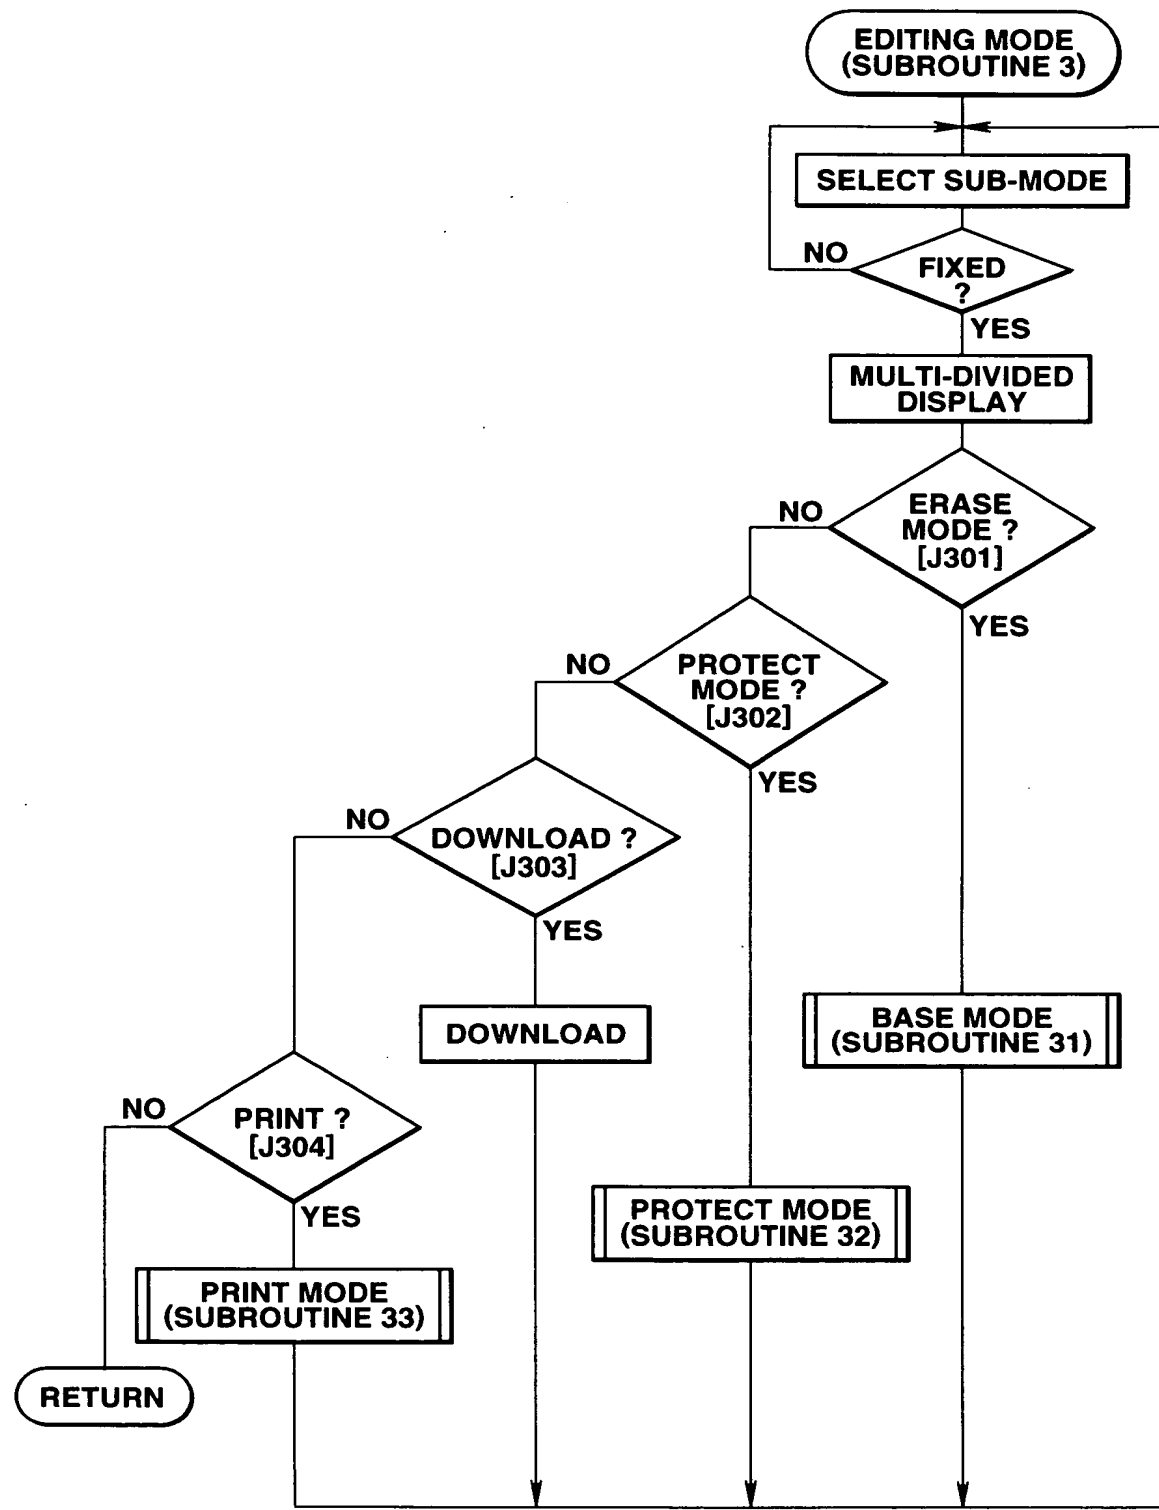 EDITING MODE
(SUBROUTINE 3)
SELECT SUB-MODE
NO
FIXED
?
YES
MULTI-DIVIDED
DISPLAY
NO
ERASE
MODE ?
[J301]
YES
NO
PROTECT
MODE ?
[J302]
YES
NO
DOWNLOAD ?
[J303]
YES
DOWNLOAD
BASE MODE
(SUBROUTINE 31)
NO
PRINT ?
[J304]
YES
PROTECT MODE
(SUBROUTINE 32)
PRINT MODE
(SUBROUTINE 33)
RETURN